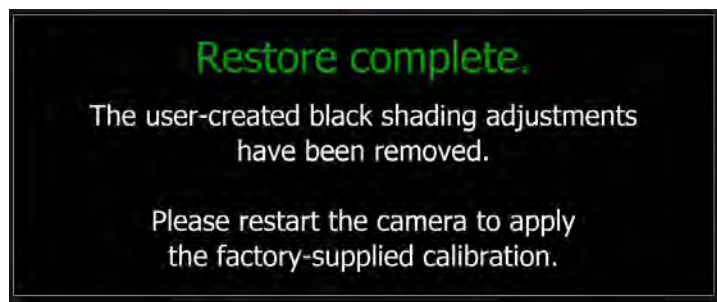 Restore complete.
The user-created black shading adjustments
have been removed.
Please restart the camera to apply
the factory-supplied calibration.